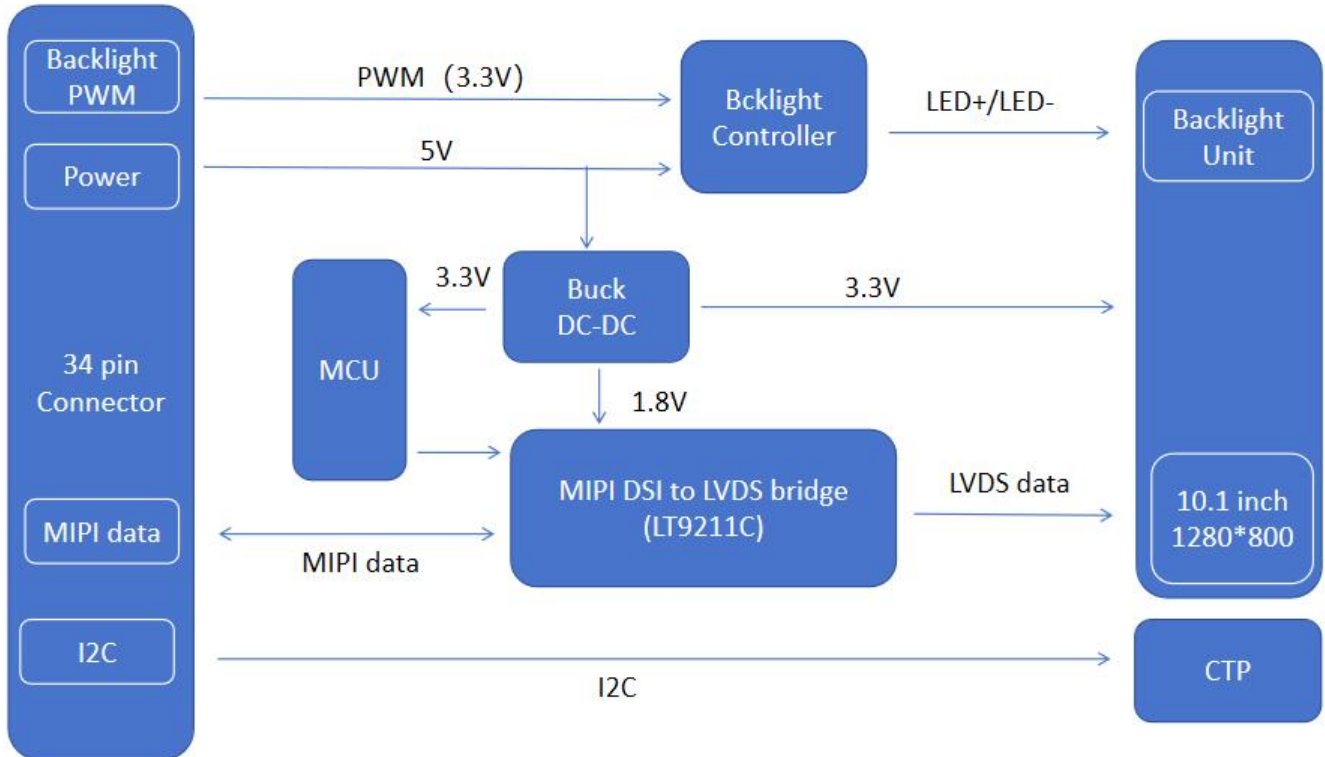 Backlight
PWM
Power
34 pin
Connector
MIPI data
I2C
PWM（3.3V）
5V
Bcklight
Controller
LED+/LED-
Backlight
Unit
3.3V
Buck
DC-DC
3.3V
MCU
1.8V
MIPI DSI to LVDS bridge
(LT9211C)
LVDS data
10.1 inch
1280*800
MIPI data
I2C
CTP